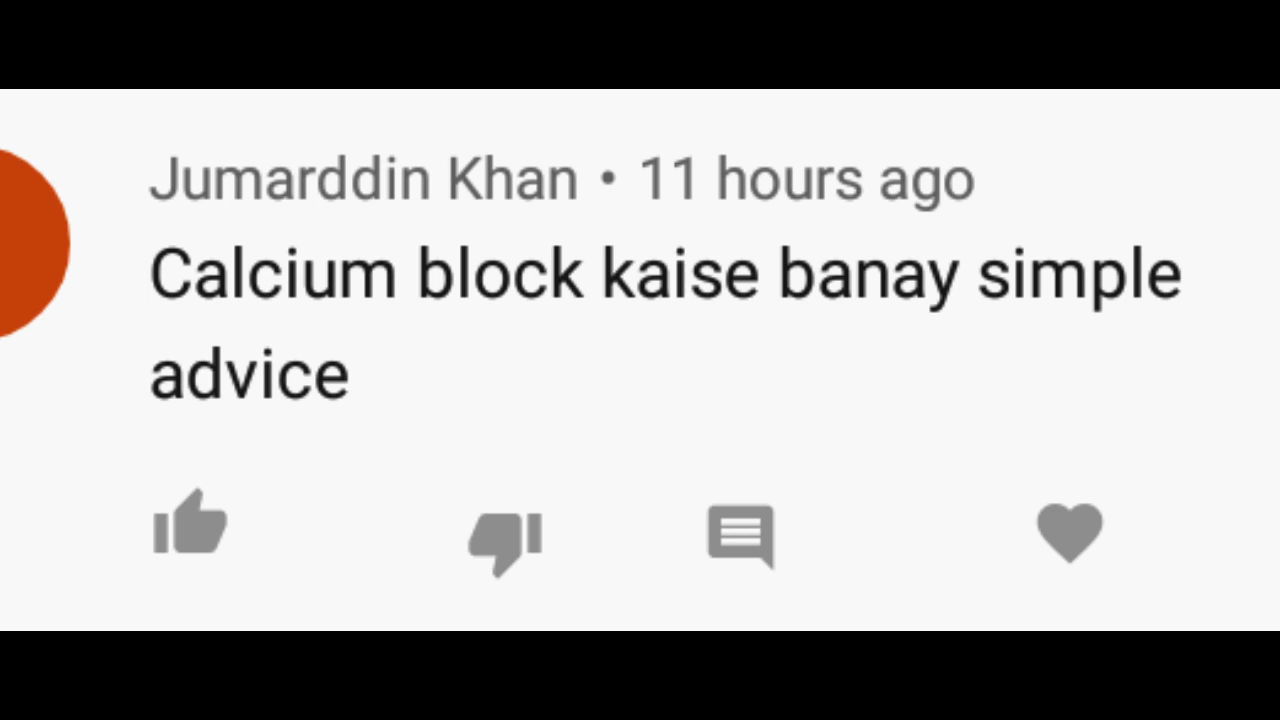 Jumarddin Khan • 11 hours ago
Calcium block kaise banay simple
advice